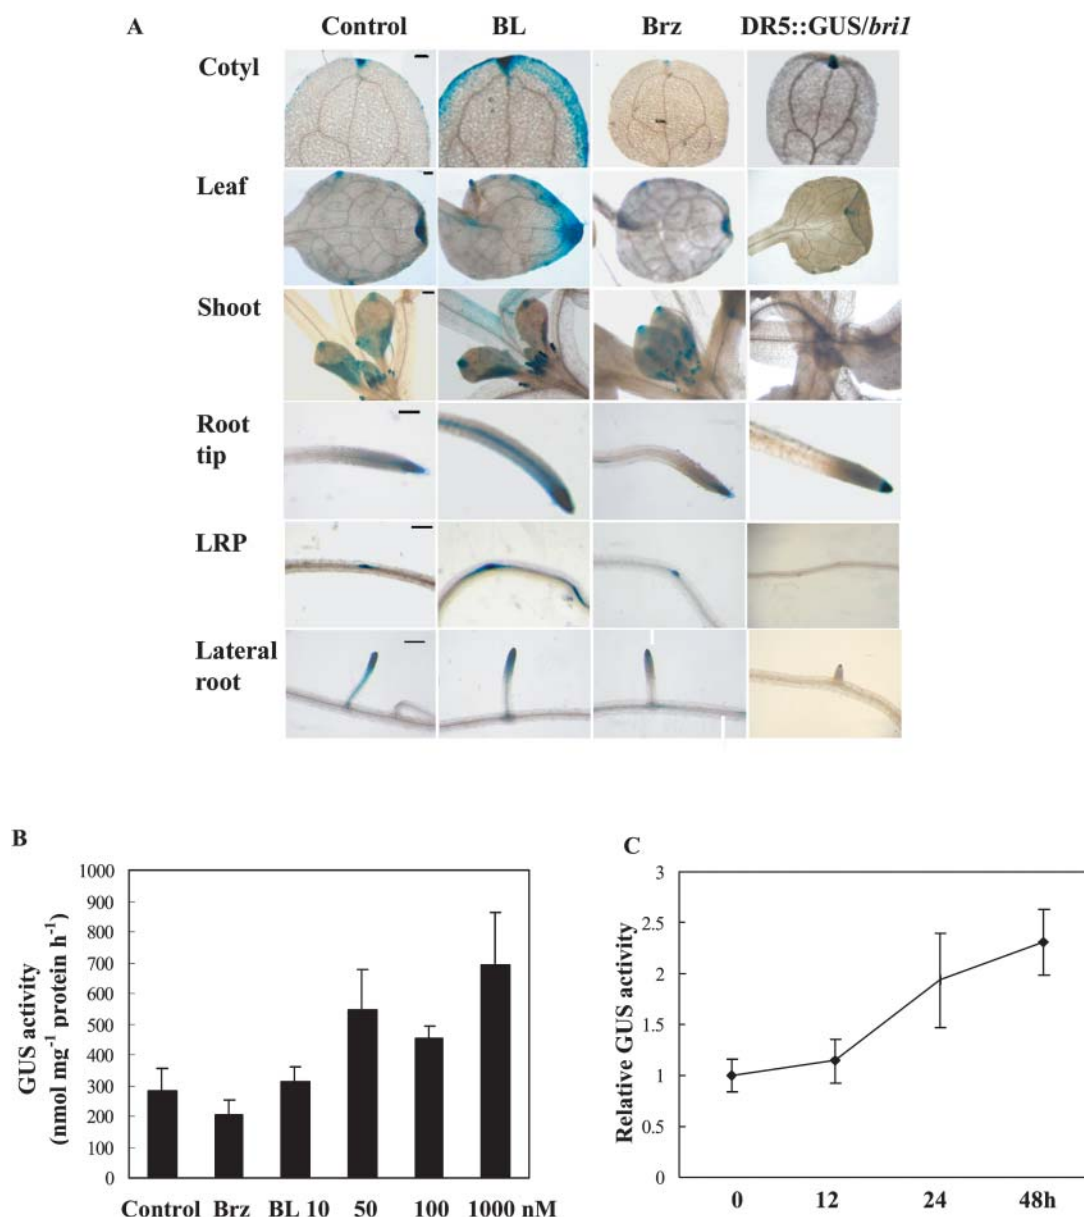 A
Control BL Brz DR5::GUS/bri1
Cotyl
Leaf
Shoot
Root
tip
LRP
Lateral
root
B
GUS activity
(nmol mg⁻¹ protein h⁻¹)
1000
900
800
700
600
500
400
300
200
100
0
Control Brz BL 10 50 100 1000 nM
C
Relative GUS activity
3
2.5
2
1.5
1
0.5
0
0 12 24 48h